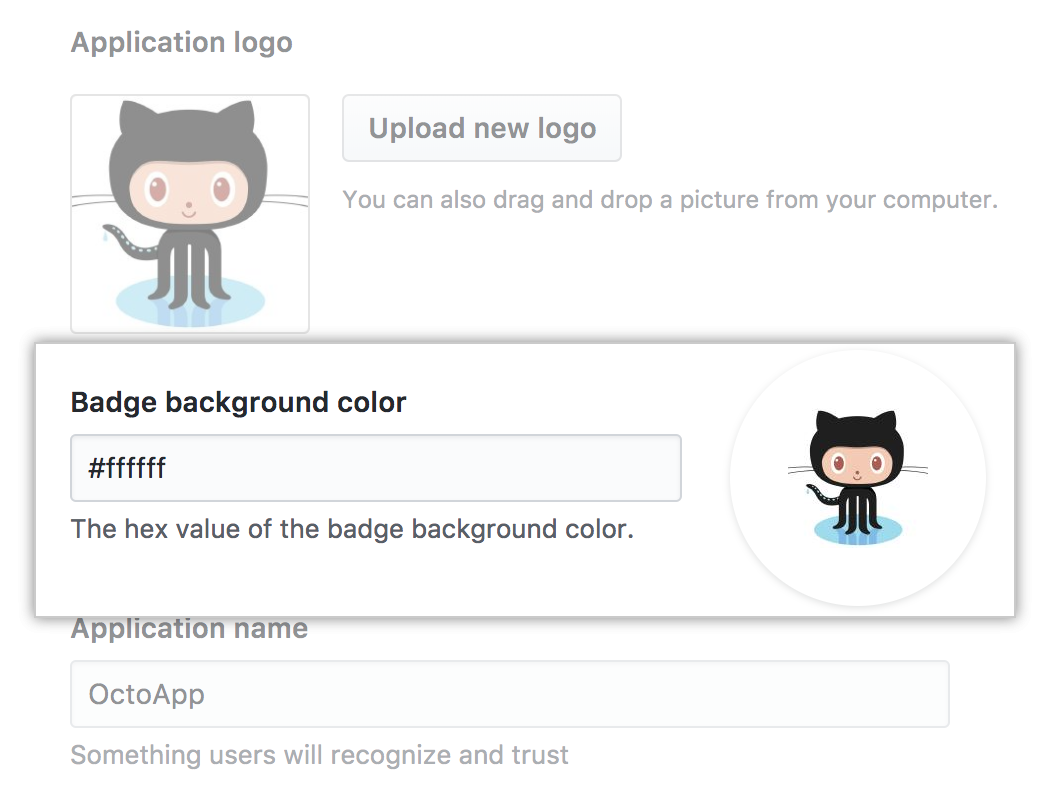 Application logo
Upload new logo
You can also drag and drop a picture from your computer.
Badge background color
#ffffff
The hex value of the badge background color.
Application name
OctoApp
Something users will recognize and trust